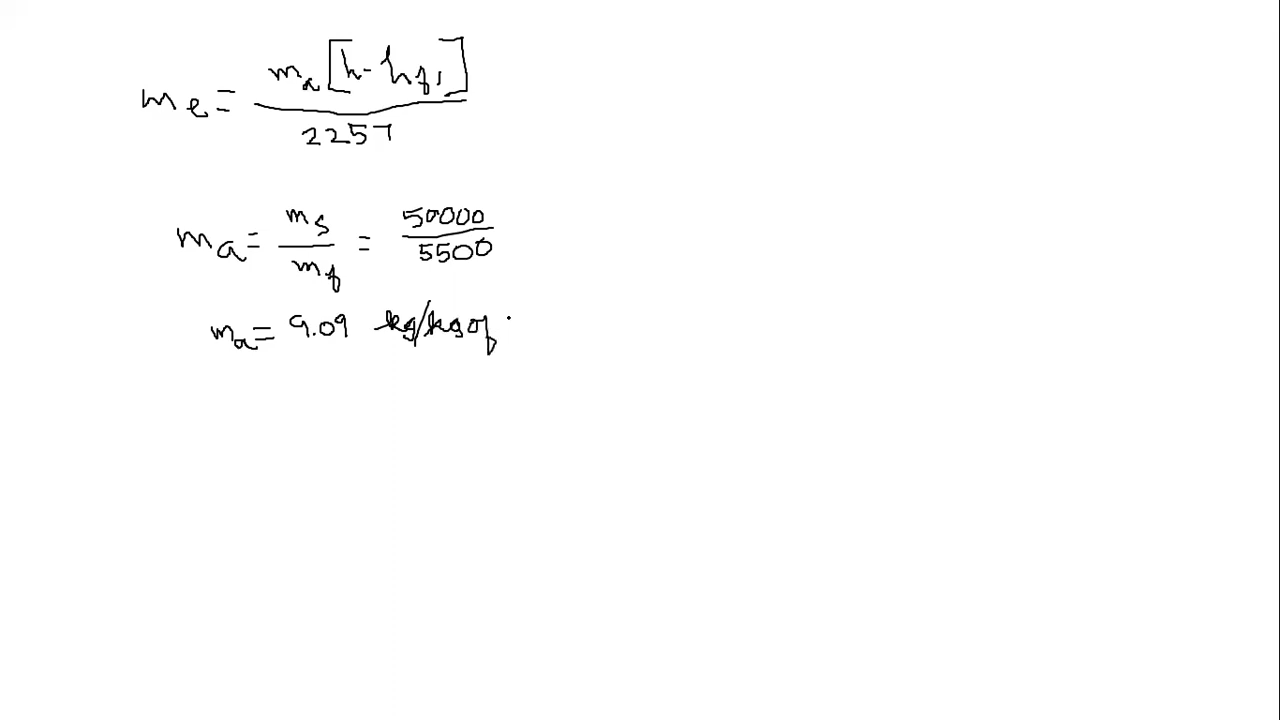 me = ma[h - hf1] / 2257
ma = ms / mf = 50000 / 5500
ma = 9.09 kg/kg of